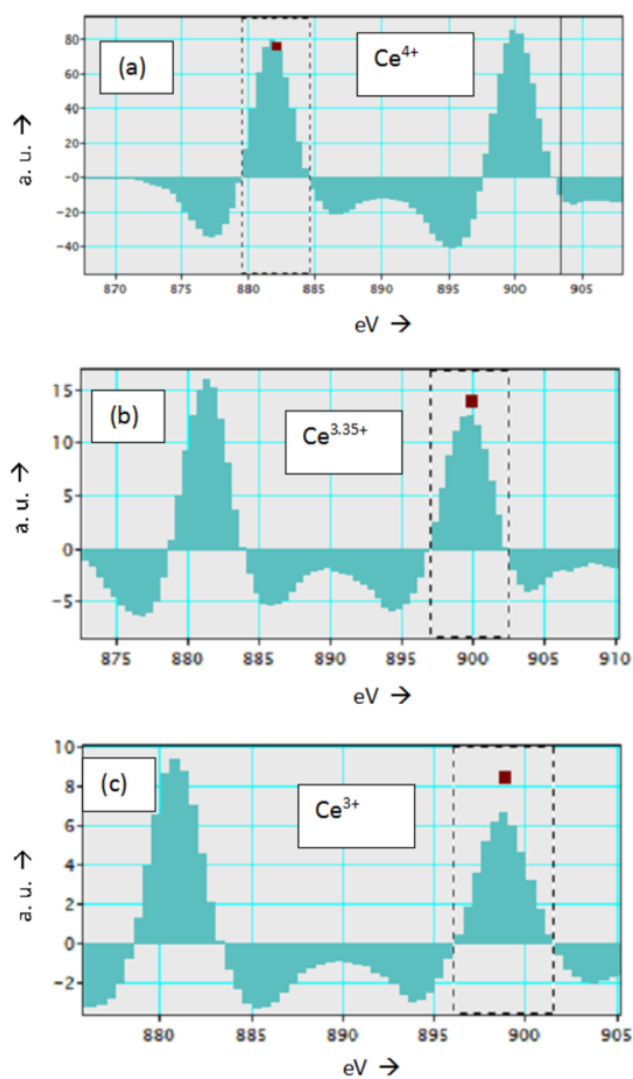 (a)
Ce4+
80
60
40
20
-0
-20
-40
a. u. →
870 875 880 885 890 895 900 905
eV →
(b)
Ce3.35+
15
10
5
0
-5
a. u. →
875 880 885 890 895 900 905 910
eV →
(c)
Ce3+
10
8
6
4
2
0
-2
a. u. →
880 885 890 895 900 905
eV →